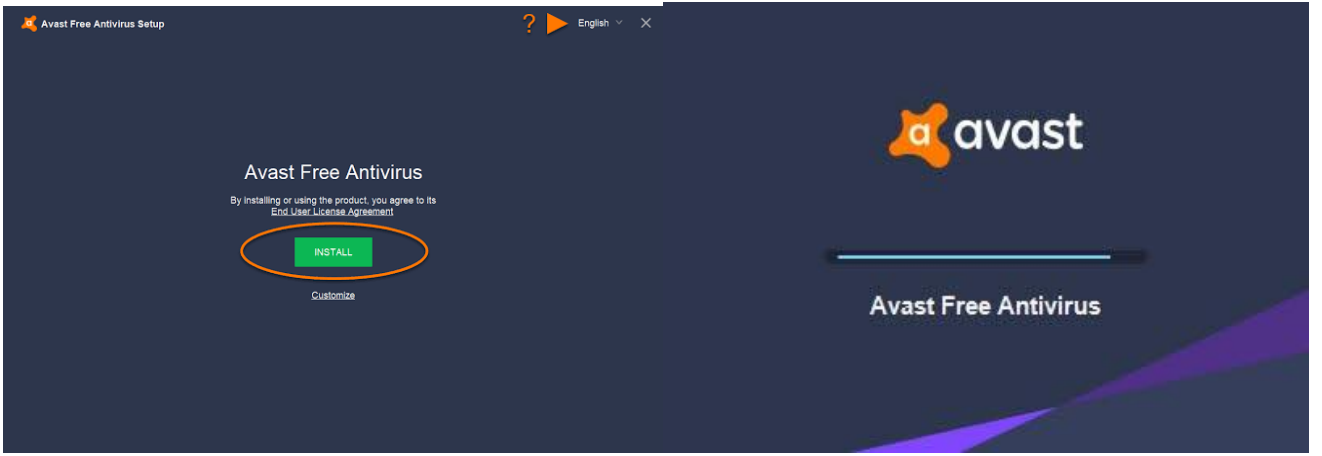 Avast Free Antivirus Setup
? English
Avast Free Antivirus
By installing or using the product, you agree to its
End User License Agreement
INSTALL
Customize
a avast
Avast Free Antivirus